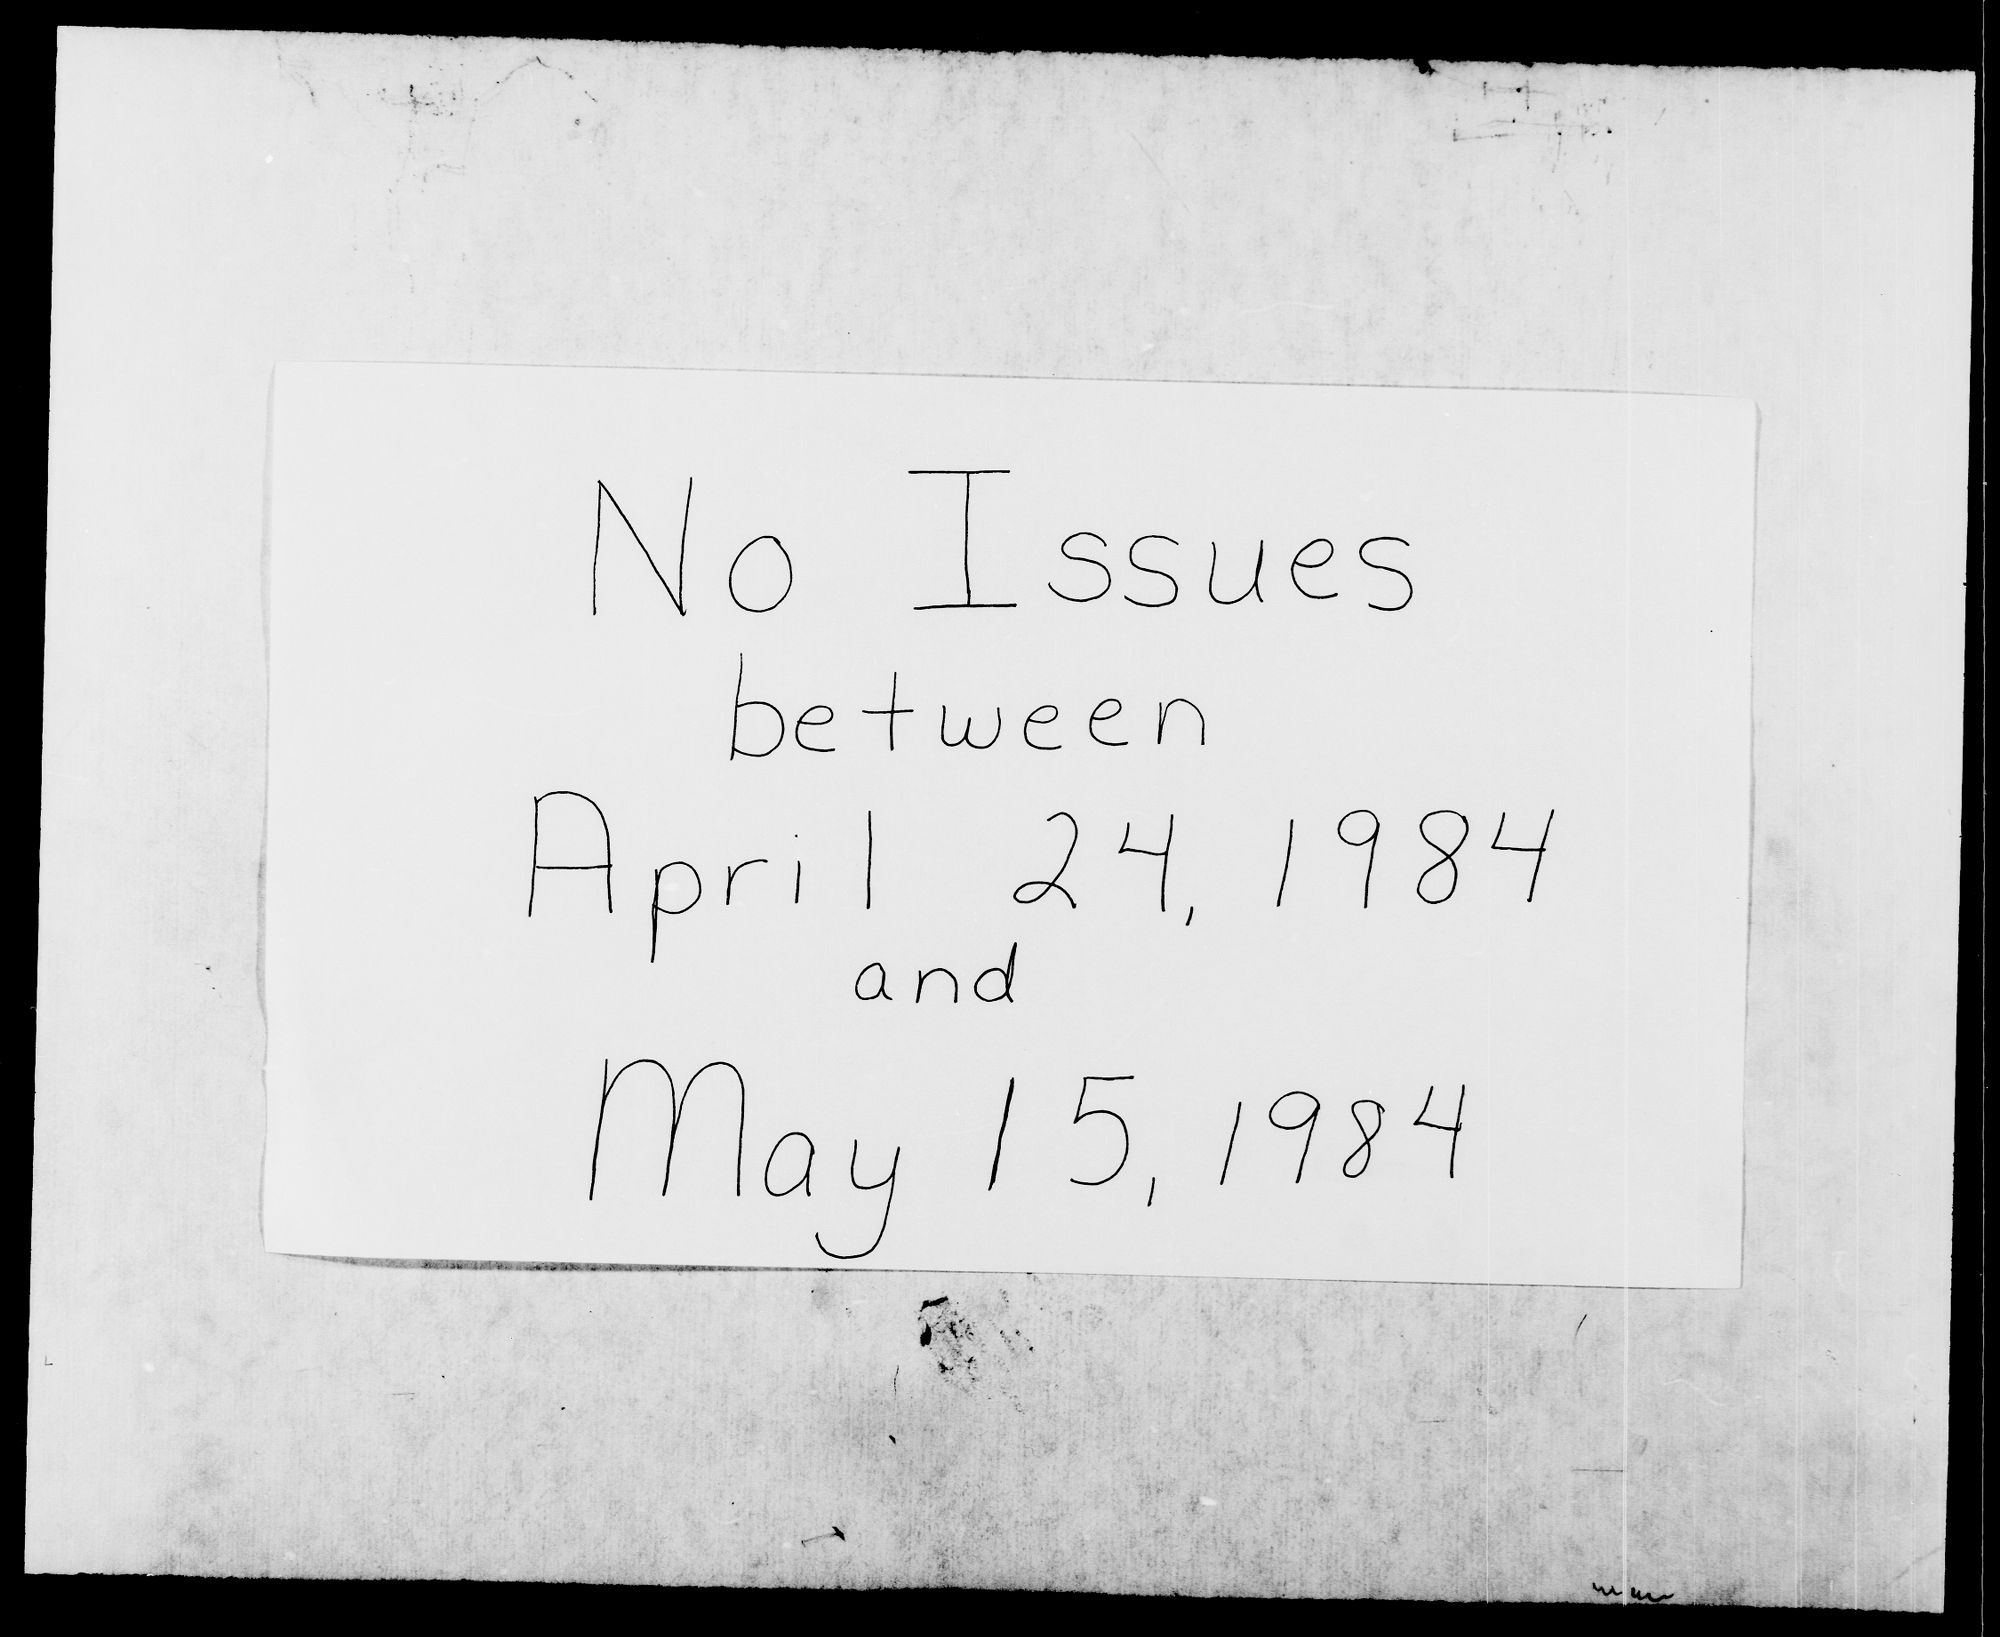 No Issues
between
April 24, 1984
and
May 15, 1984